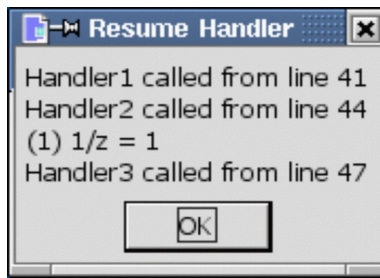 Resume Handler
Handler1 called from line 41
Handler2 called from line 44
(1) 1/z = 1
Handler3 called from line 47
OK